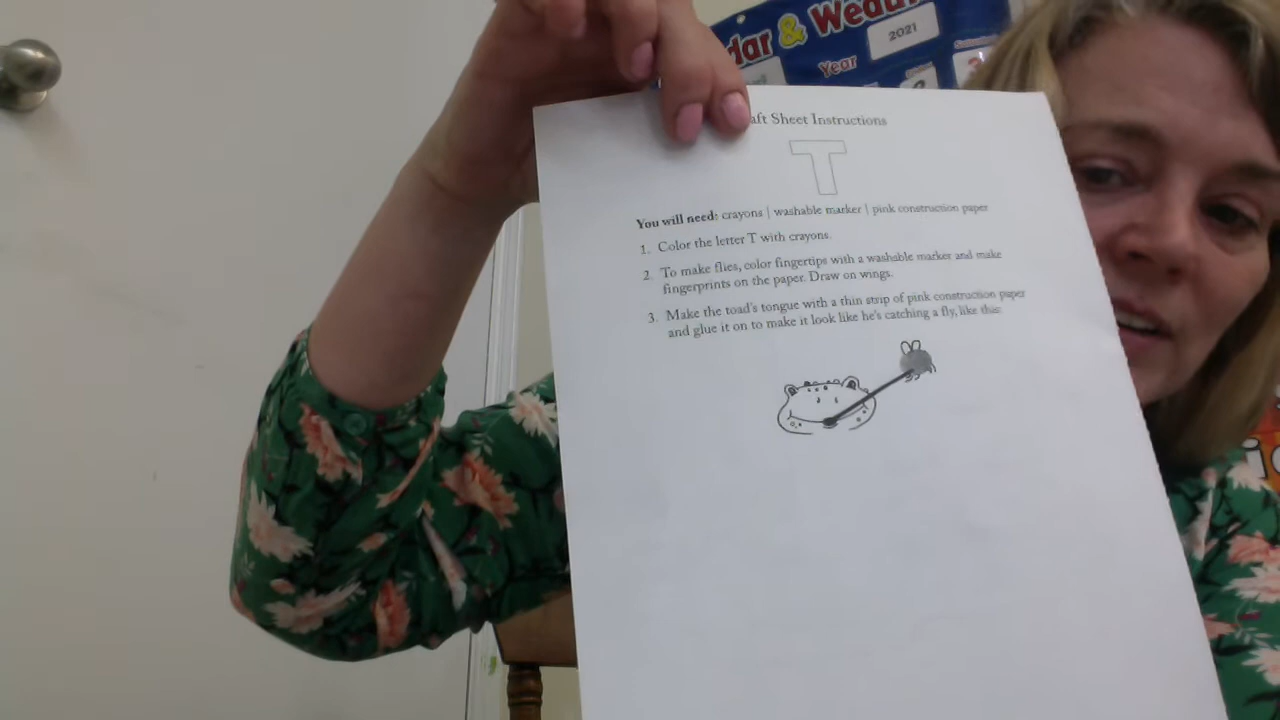 dar & Weath
2021
Year
aft Sheet Instructions
T
You will need: crayons | washable marker | pink construction paper
1. Color the letter T with crayons.
2. To make flies, color fingertips with a washable marker and make
fingerprints on the paper. Draw on wings.
3. Make the toad's tongue with a thin strip of pink construction paper
and glue it on to make it look like he's catching a fly, like this: